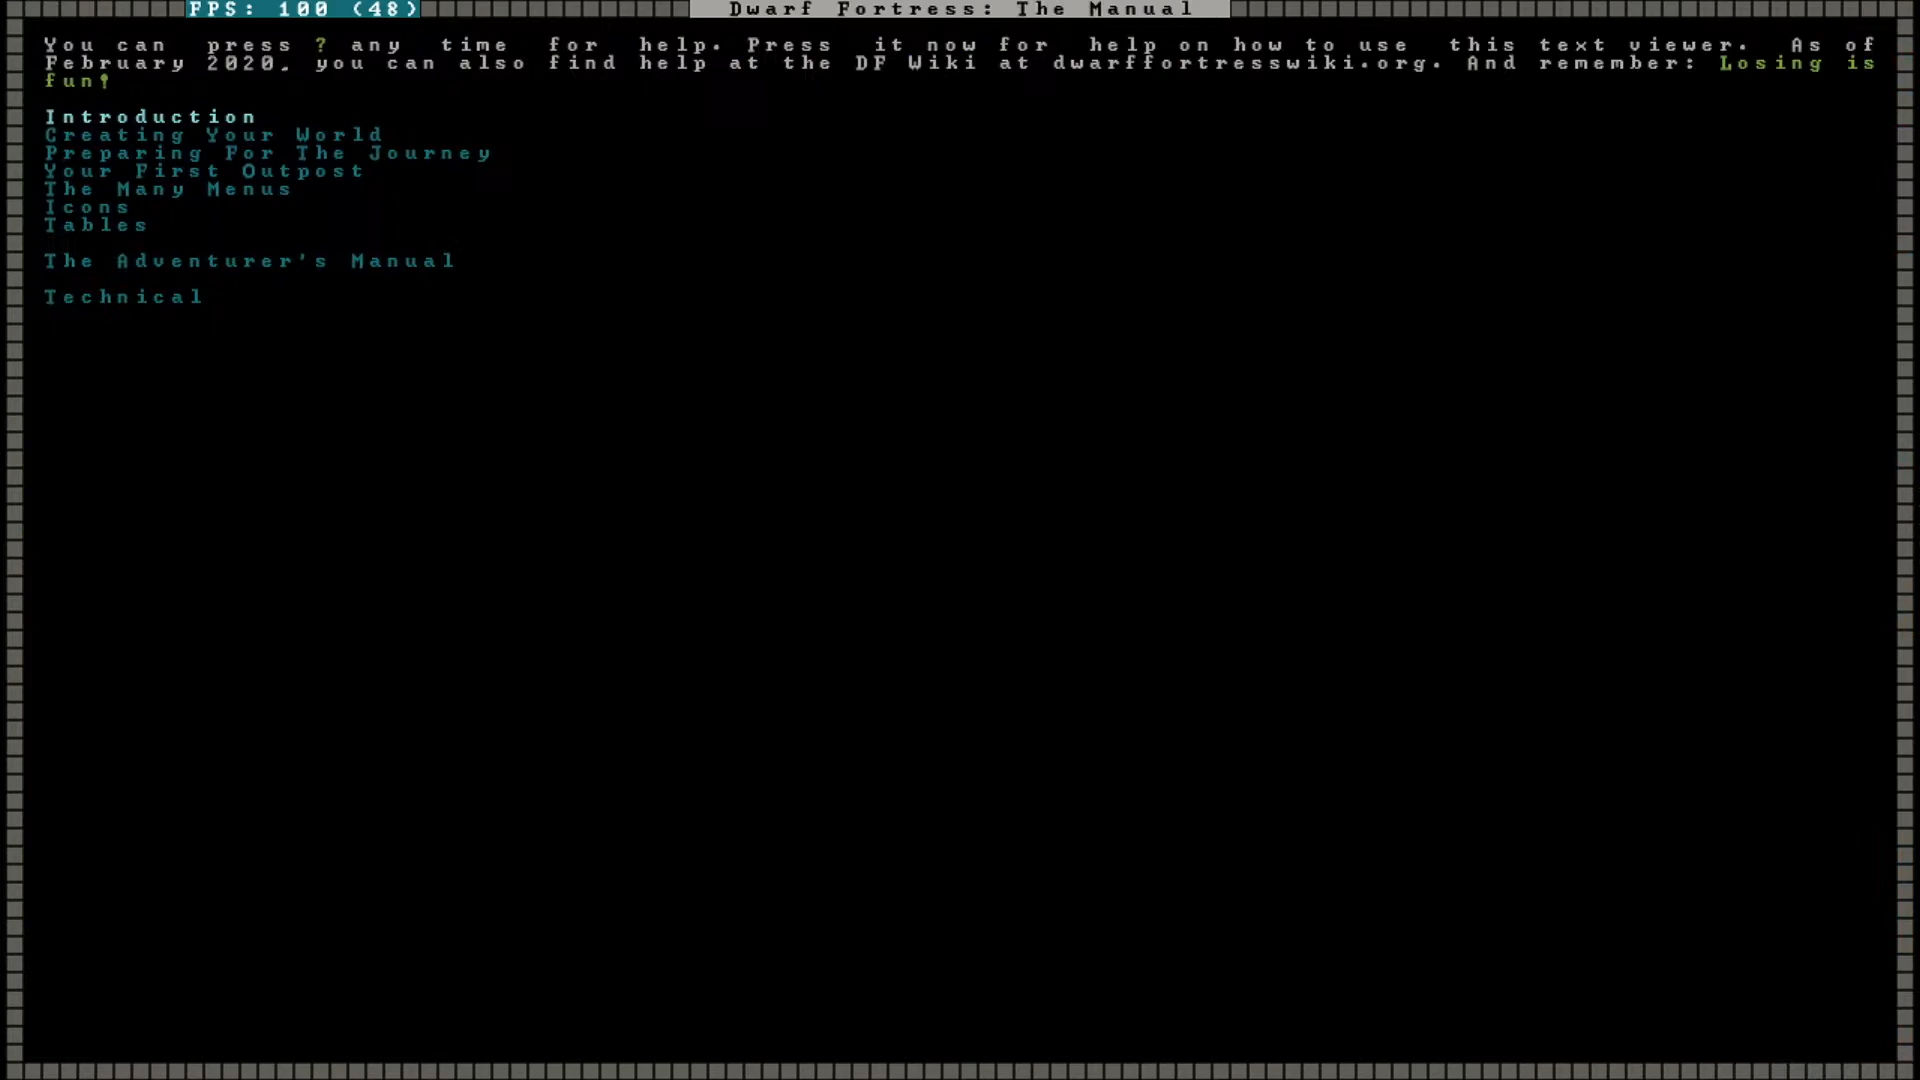 FPS: 100 (48)
Dwarf Fortress: The Manual
You can press ? any time for help. Press it now for help on how to use this text viewer. As of
February 2020, you can also find help at the DF Wiki at dwarffortresswiki.org. And remember: Losing is
fun!
Introduction
Creating Your World
Preparing For The Journey
Your First Outpost
The Many Menus
Icons
Tables
The Adventurer's Manual
Technical